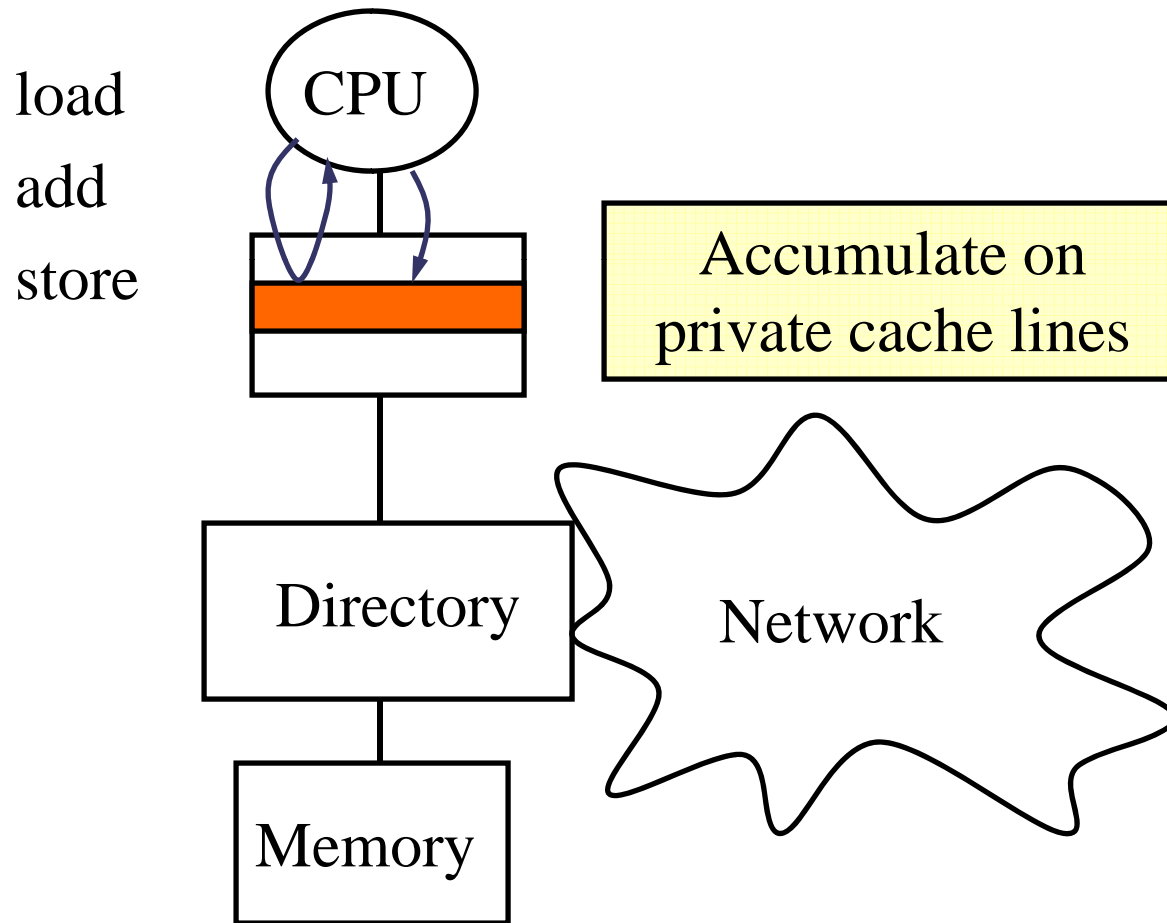 load
add
store
CPU
Accumulate on
private cache lines
Directory
Network
Memory